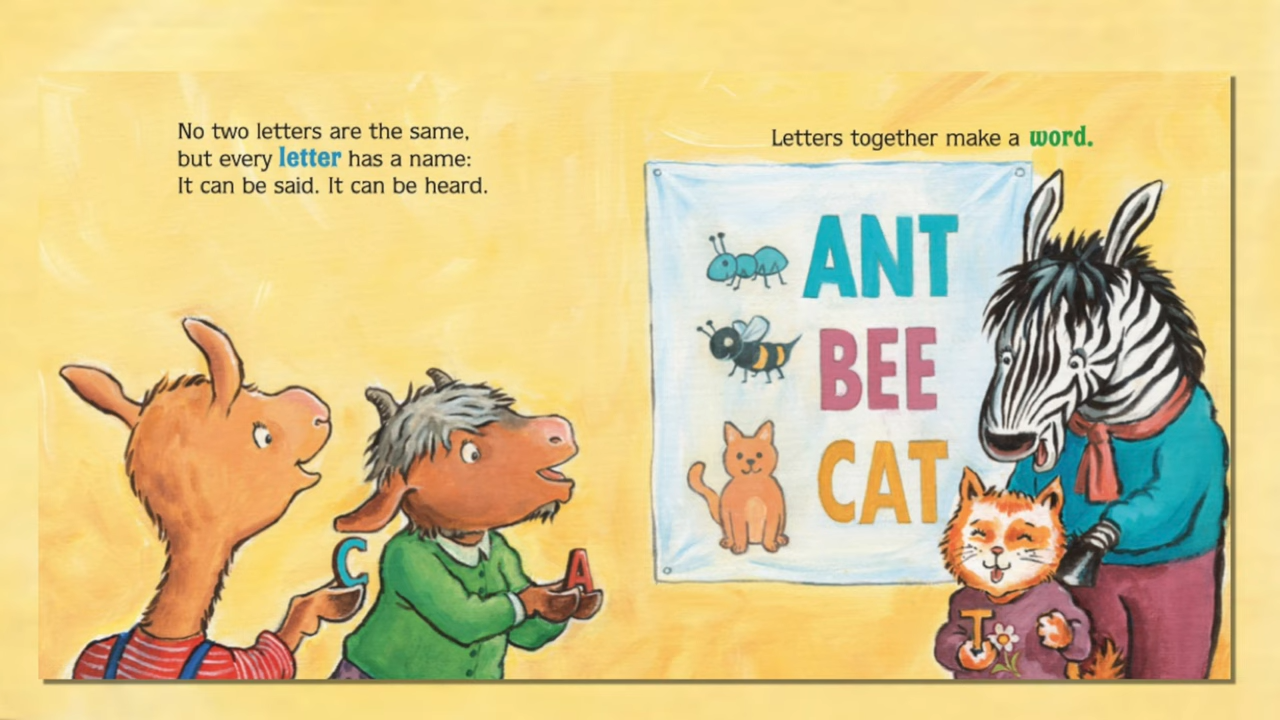 No two letters are the same,
but every letter has a name:
It can be said. It can be heard.
Letters together make a word.
ANT
BEE
CAT
C
A
T